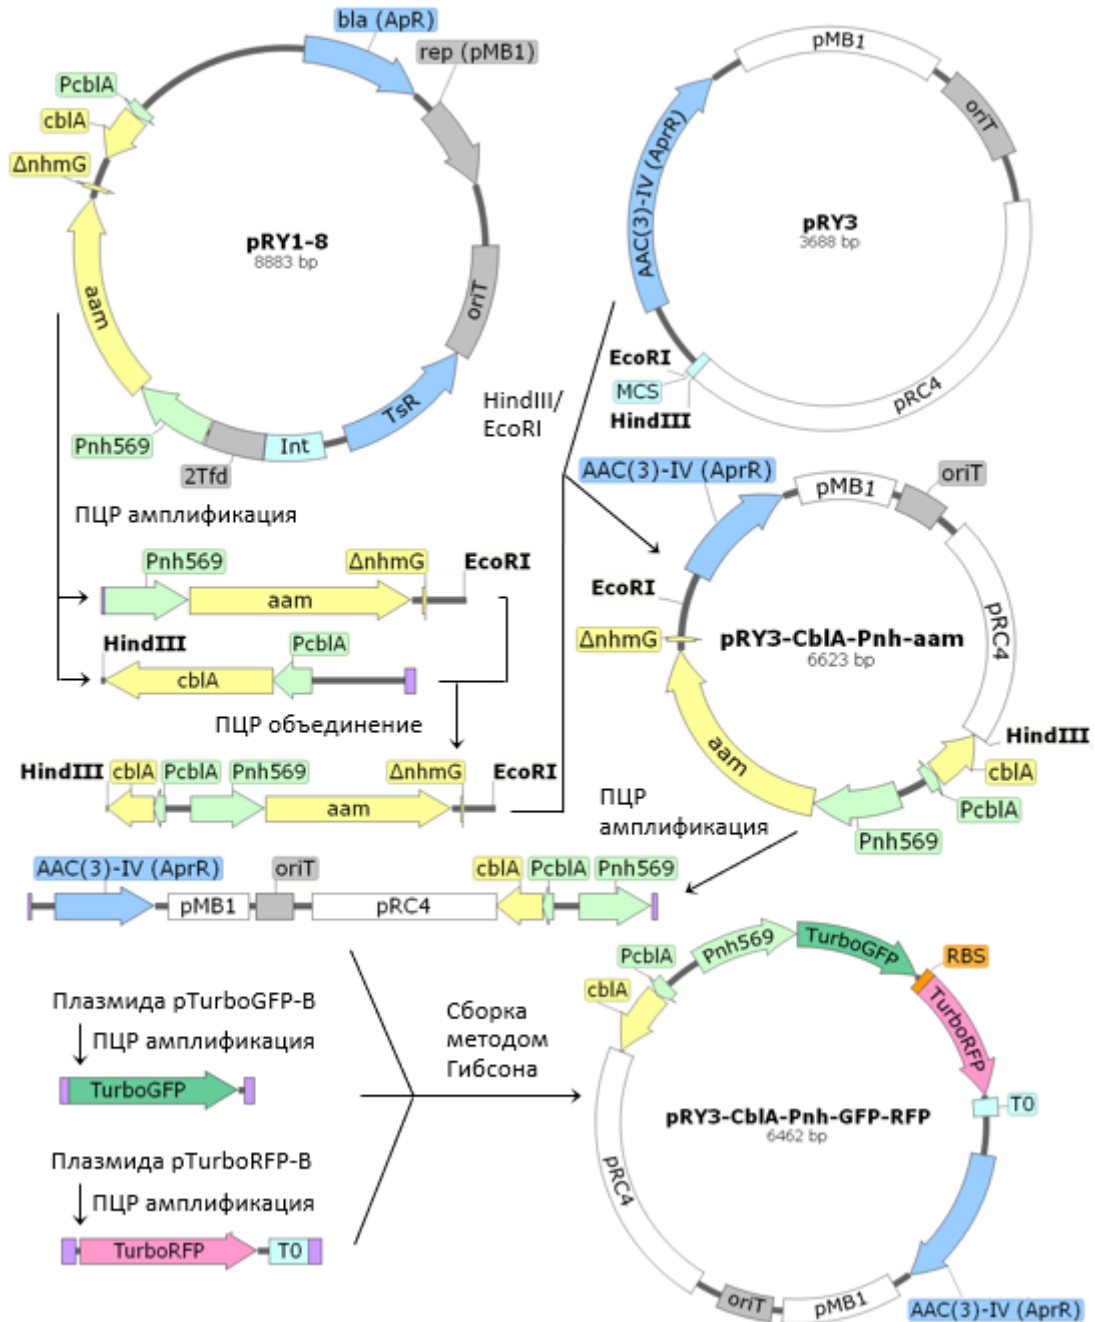 bla (ApR)
rep (pMB1)
PcblA
cblA
ΔnhmG
pRY1-8
8883 bp
aam
oriT
TsR
Int
2Tfd
Pnh569
pMB1
oriT
AAC(3)-IV (AprR)
pRY3
3688 bp
EcoRI
MCS
HindIII
pRC4
HindIII/
EcoRI
ПЦР амплификация
Pnh569
ΔnhmG
EcoRI
aam
HindIII
PcblA
cblA
ПЦР объединение
HindIII
cblA
PcblA
Pnh569
ΔnhmG
EcoRI
aam
AAC(3)-IV (AprR)
pMB1
oriT
EcoRI
ΔnhmG
pRY3-CblA-Pnh-aam
6623 bp
pRC4
HindIII
cblA
PcblA
Pnh569
aam
ПЦР
амплификация
AAC(3)-IV (AprR)
oriT
cblA
PcblA
Pnh569
pMB1
pRC4
Плазмида pTurboGFP-B
ПЦР амплификация
TurboGFP
Плазмида pTurboRFP-B
ПЦР амплификация
TurboRFP
T0
Сборка
методом
Гибсона
PcblA
cblA
Pnh569
TurboGFP
RBS
TurboRFP
T0
pRY3-CblA-Pnh-GFP-RFP
6462 bp
pRC4
oriT
pMB1
AAC(3)-IV (AprR)